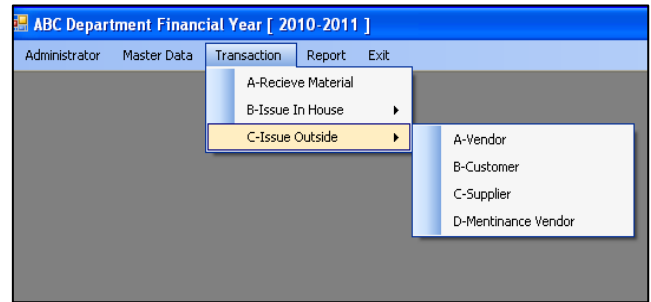 ABC Department Financial Year [ 2010-2011 ]
Administrator Master Data Transaction Report Exit
A-Recieve Material
B-Issue In House
C-Issue Outside
A-Vendor
B-Customer
C-Supplier
D-Mentinance Vendor